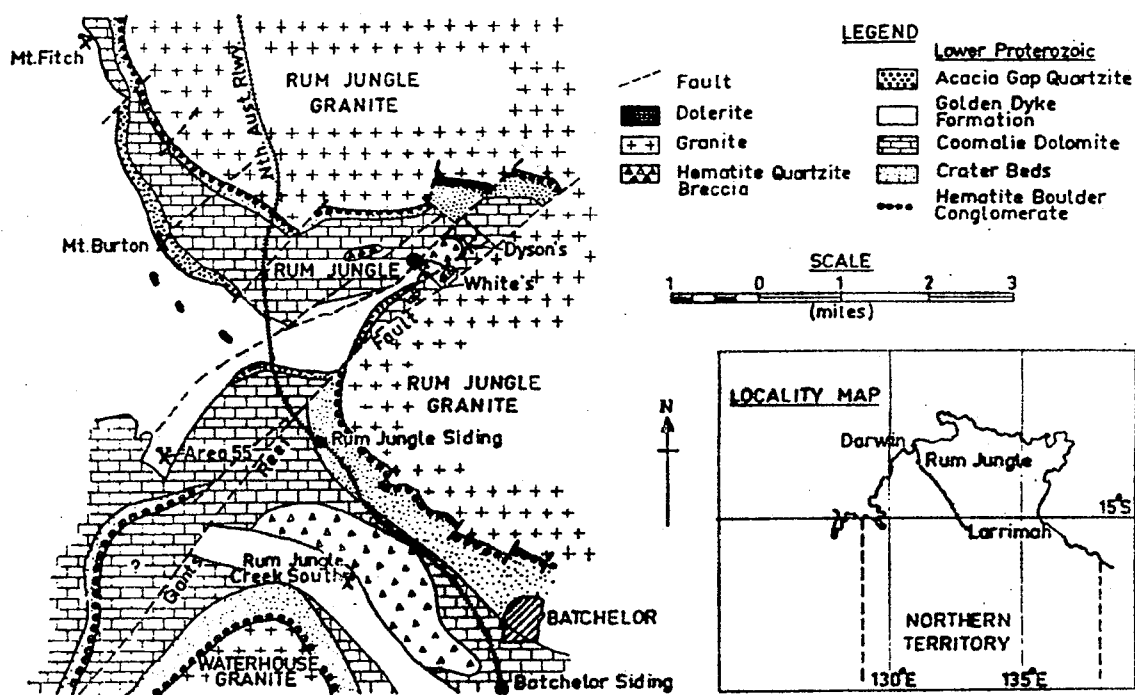 Mt. Fitch
Nth Aust Rlwy.
RUM JUNGLE
GRANITE
Mt. Burton
RUM JUNGLE
Dyson's
White's
Fault
RUM JUNGLE
GRANITE
Rum Jungle Siding
Area 55
Reef
Giants
?
Rum Jungle
Creek South
BATCHELOR
WATERHOUSE
GRANITE
Batchelor Siding
LEGEND
Fault
Dolerite
Granite
Hematite Quartzite
Breccia
Lower Proterozoic
Acacia Gap Quartzite
Golden Dyke
Formation
Coomalie Dolomite
Crater Beds
Hematite Boulder
Conglomerate
SCALE
1 0 1 2 3
(miles)
N
LOCALITY MAP
Darwin
Rum Jungle
15°S
Larrimah
NORTHERN
TERRITORY
130°E 135°E